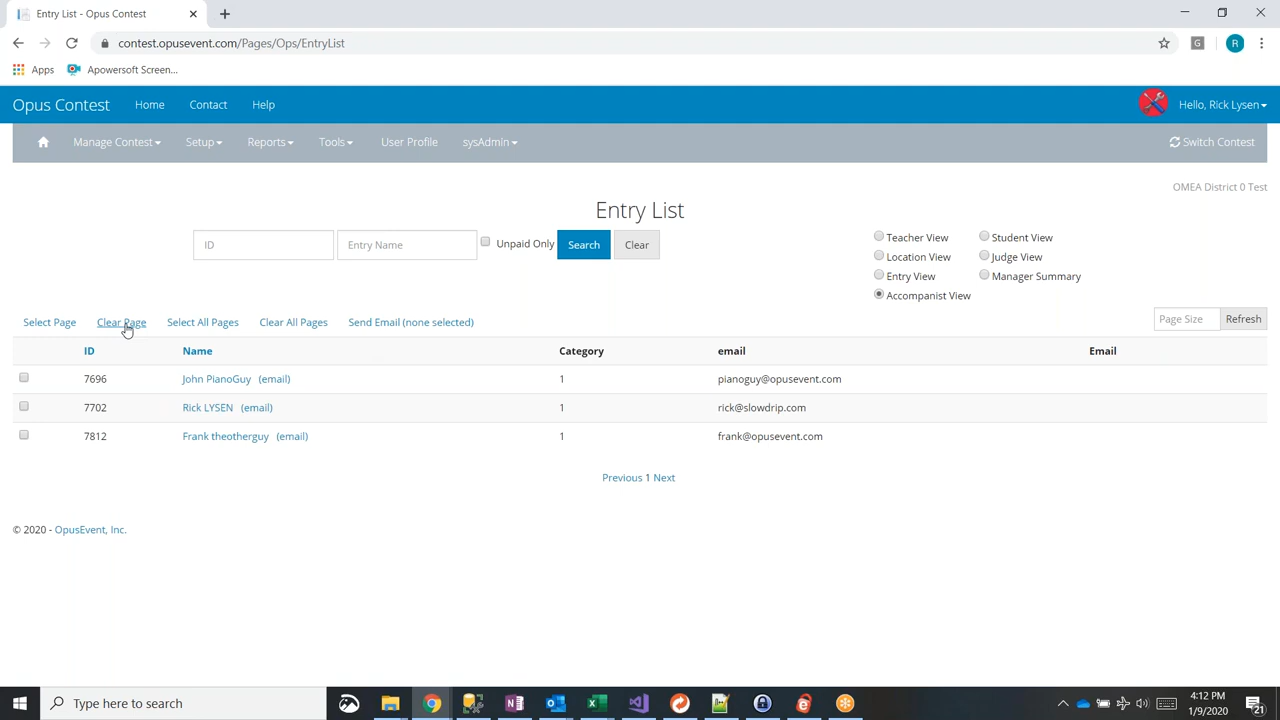 Entry List - Opus Contest
contest.opusevent.com/Pages/Ops/EntryList
G
R
Apps Apowersoft Screen...
Opus Contest Home Contact Help Hello, Rick Lysen
Manage Contest Setup Reports Tools User Profile sysAdmin Switch Contest
OMEA District 0 Test
Entry List
ID Entry Name Unpaid Only Search Clear
Teacher View Student View
Location View Judge View
Entry View Manager Summary
Accompanist View
Select Page Clear Page Select All Pages Clear All Pages Send Email (none selected) Page Size Refresh
ID Name Category email Email
7696 John PianoGuy (email) 1 pianoguy@opusevent.com
7702 Rick LYSEN (email) 1 rick@slowdrip.com
7812 Frank theotherguy (email) 1 frank@opusevent.com
Previous 1 Next
© 2020 - OpusEvent, Inc.
Type here to search
4:12 PM
1/9/2020
21